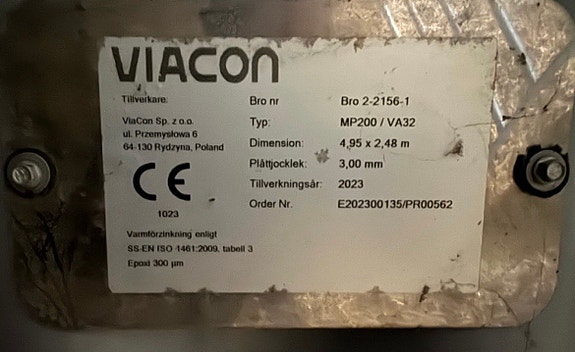 VIACON
Tillverkare:
ViaCon Sp. z o.o.
ul. Przemysłowa 6
64-130 Rydzyna, Poland
CE
1023
Varmförzinkning enligt
SS-EN ISO 1461:2009, tabell 3
Epoxi 300 µm
Bro nr Bro 2-2156-1
Typ: MP200 / VA32
Dimension: 4,95 x 2,48 m
Plåttjocklek: 3,00 mm
Tillverkningsår: 2023
Order Nr. E202300135/PR00562